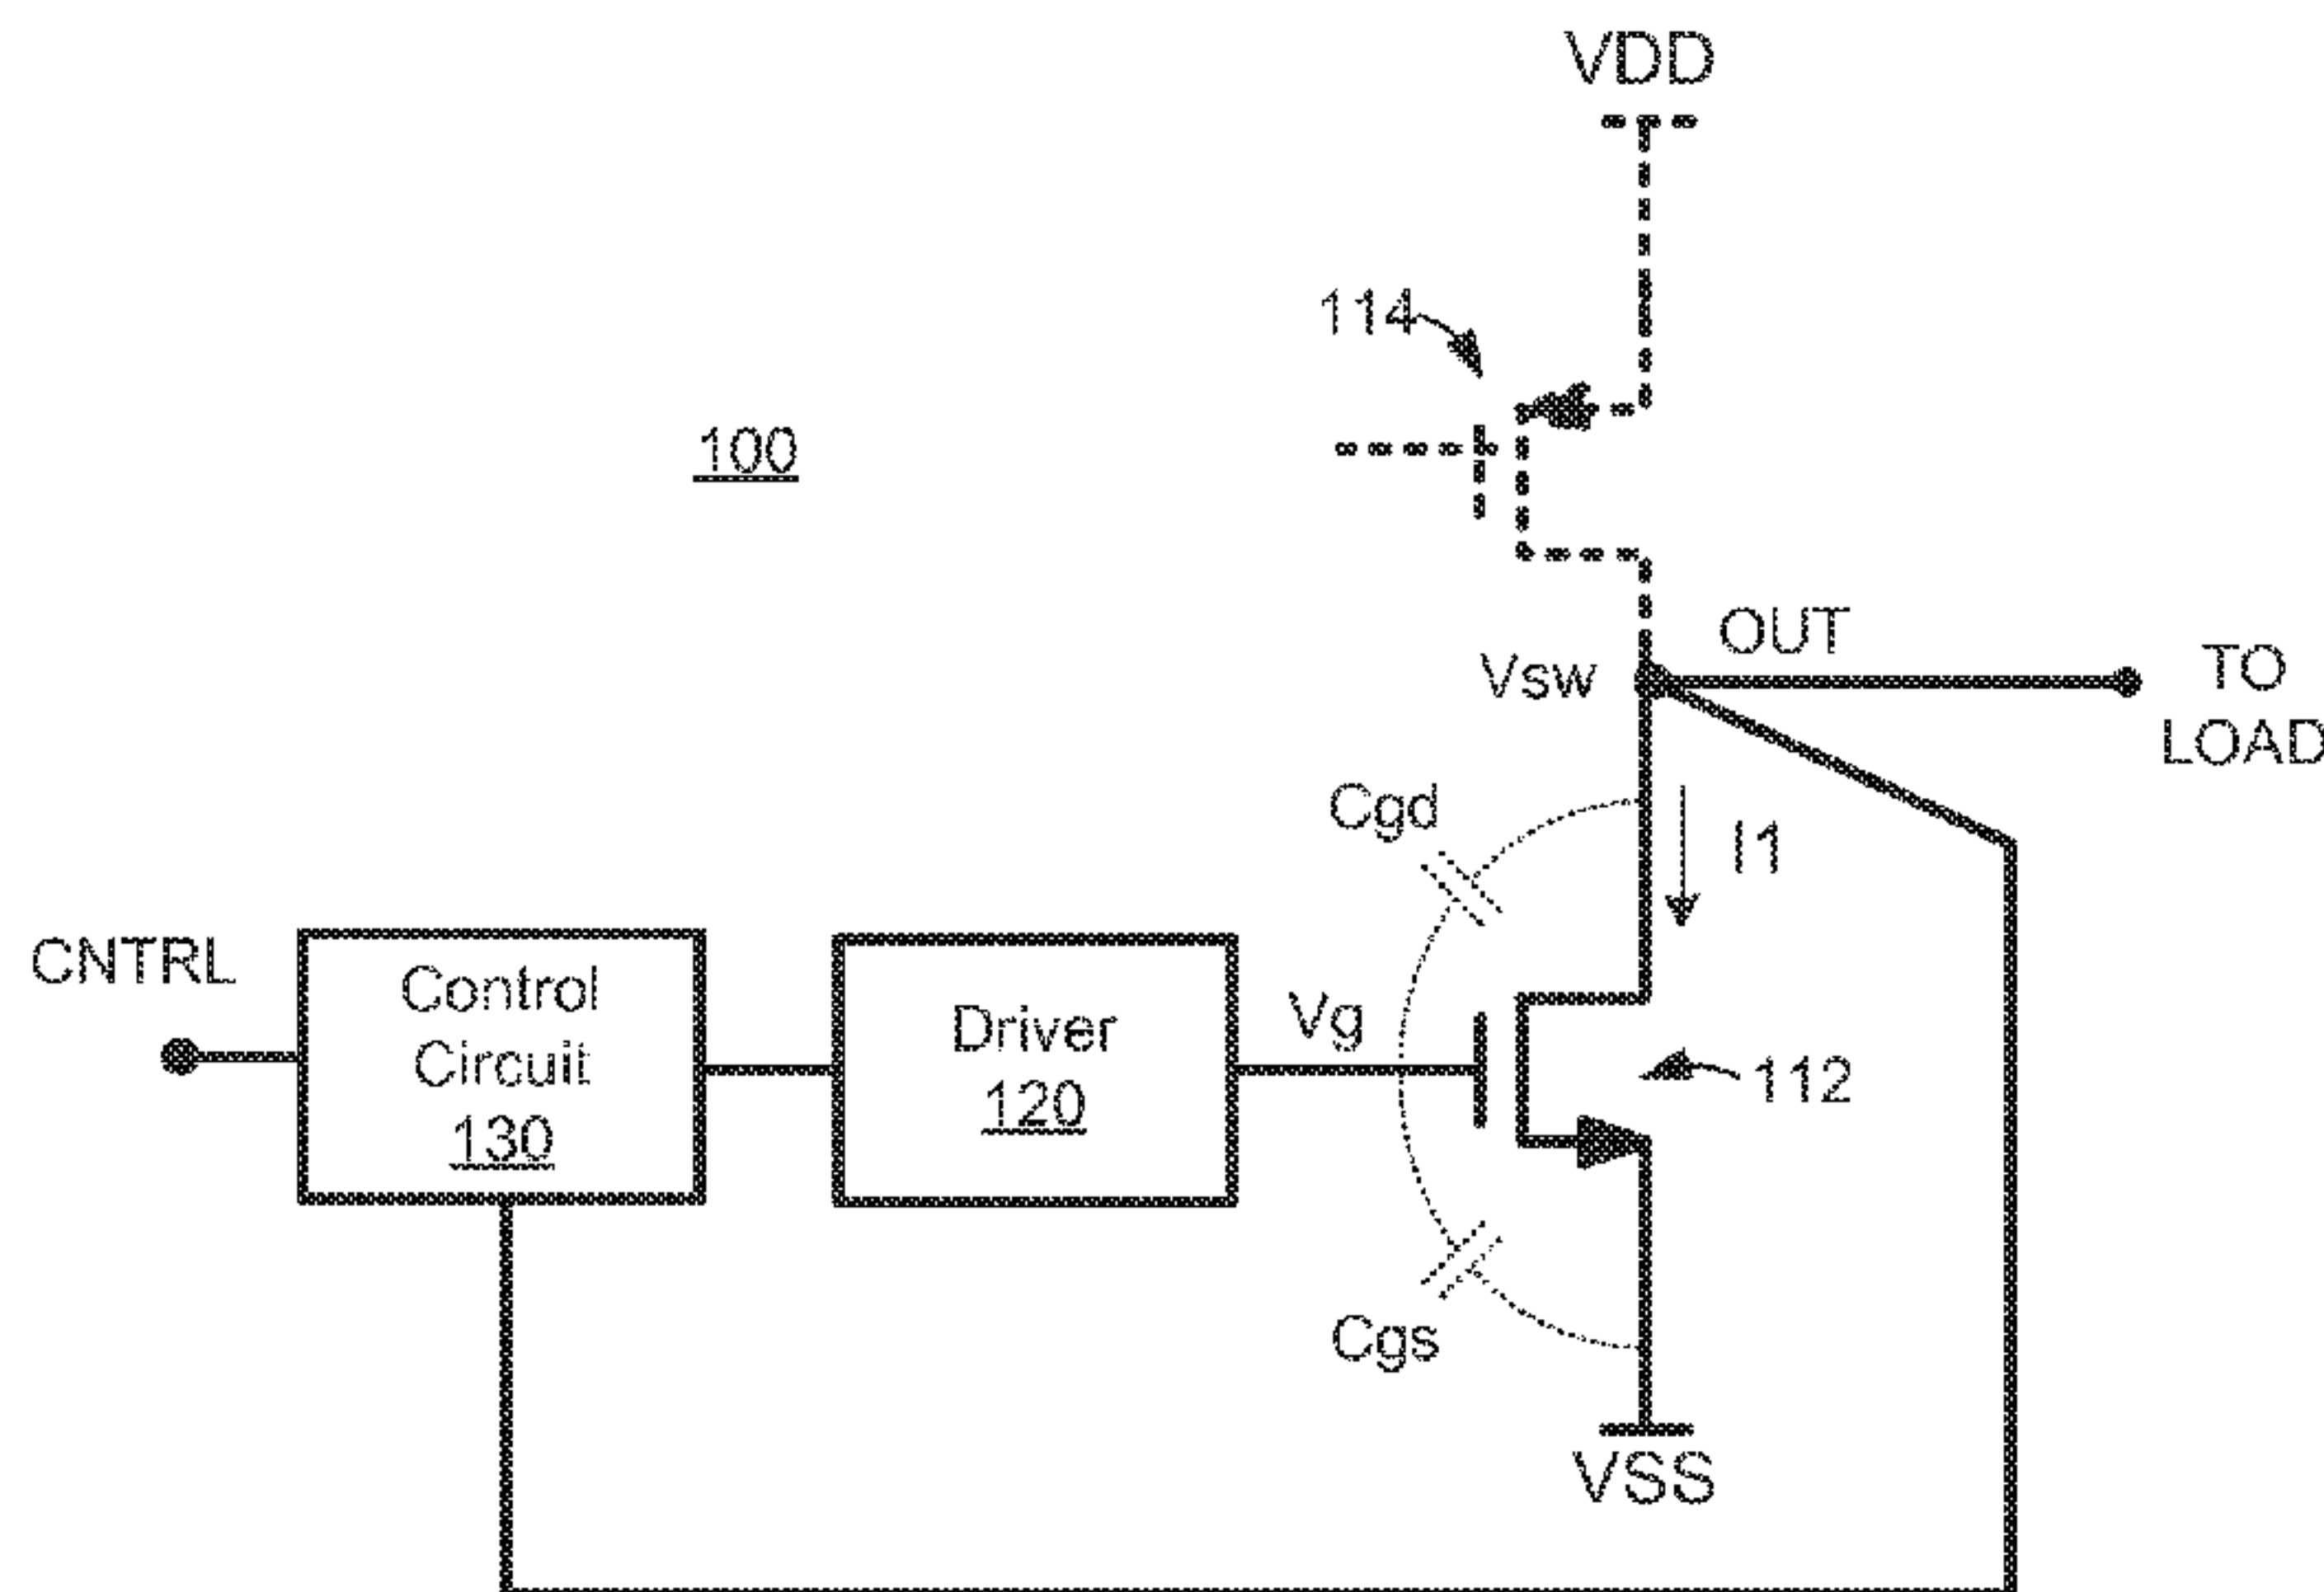 VDD
114
100
OUT
Vsw
TO
LOAD
Cgd
I1
CNTRL
Control
Circuit
130
Driver
120
Vg
112
Cgs
VSS